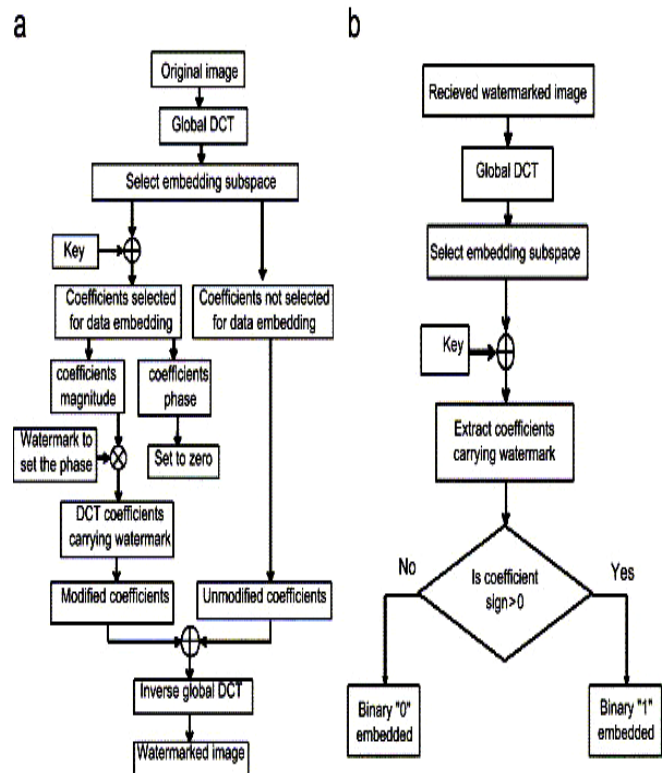 a
Original image
Global DCT
Select embedding subspace
Key
Coefficients selected
for data embedding
Coefficients not selected
for data embedding
coefficients
magnitude
coefficients
phase
Watermark to
set the phase
Set to zero
DCT coefficients
carrying watermark
Modified coefficients
Unmodified coefficients
Inverse global DCT
Watermarked image
b
Recieved watermarked image
Global DCT
Select embedding subspace
Key
Extract coefficients
carrying watermark
No
Is coefficient
sign>0
Yes
Binary "0"
embedded
Binary "1"
embedded